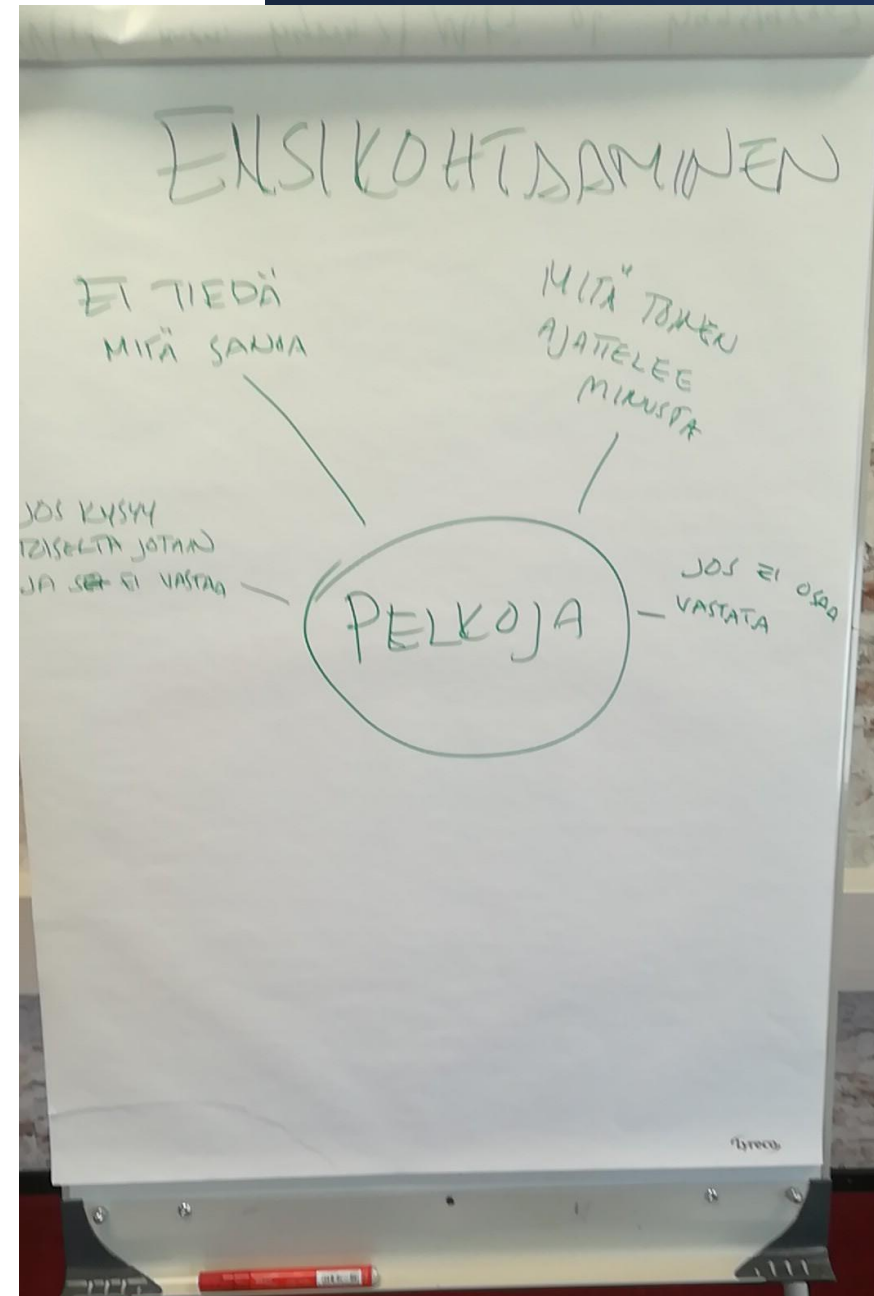 ENSIKOHTAAMINEN
EI TIEDÄ
MITÄ SANOA
MITÄ TOINEN
AJATTELEE
MINUSTA
JOS KYSYY
TOISELTA JOTAIN
JA SE EI VASTAA
PELKOJA
JOS EI OSAA
VASTATA
Lyreco